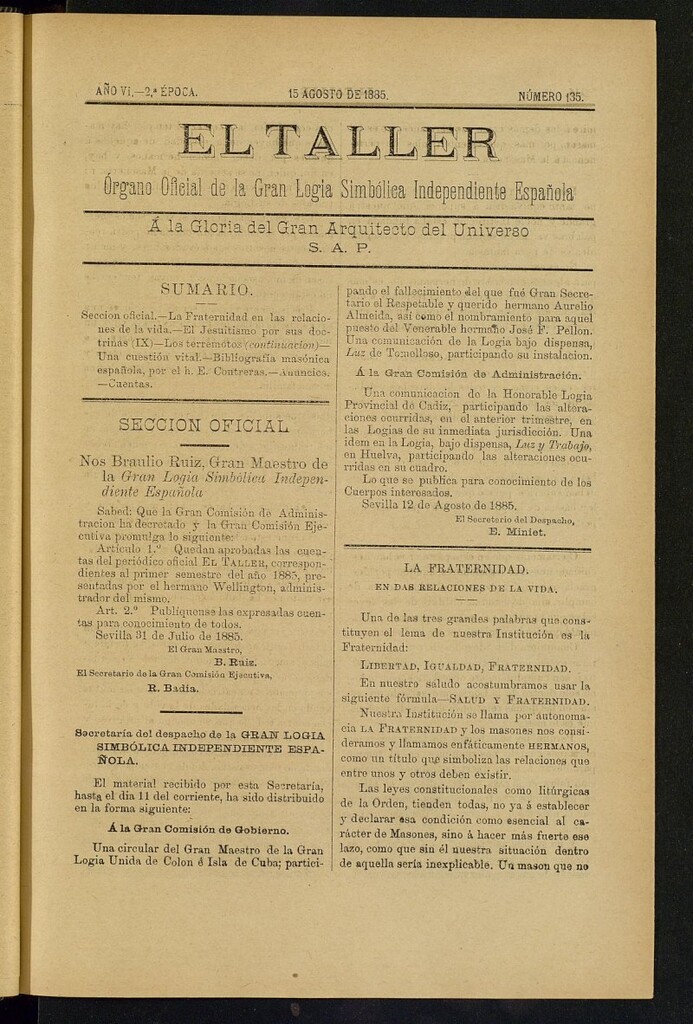 AÑO VI.—2.ª ÉPOCA.
15 AGOSTO DE 1885.
NÚMERO 135.
EL TALLER
Órgano Oficial de la Gran Logia Simbólica Independiente Española
Á la Gloria del Gran Arquitecto del Universo
S. A. P.
SUMARIO.
Seccion oficial.—La Fraternidad en las relacio-
nes de la vida.—El Jesuitismo por sus doc-
trinas (IX)—Los terremotos (continuacion)—
Una cuestión vital.—Bibliografía masónica
española, por el h. E. Contreras.—Anuncios.
—Cuentas.
SECCION OFICIAL
Nos Braulio Ruiz, Gran Maestro de
la Gran Logia Simbólica Indepen-
diente Española
Sabed: Que la Gran Comisión de Adminis-
tracion ha decretado y la Gran Comisión Eje-
cutiva promulga lo siguiente:
Artículo 1.º Quedan aprobadas las cuen-
tas del periódico oficial EL TALLER, correspon-
dientes al primer semestre del año 1885, pre-
sentadas por el hermano Wellington, adminis-
trador del mismo.
Art. 2.º Publíquense las expresadas cuen-
tas para conocimiento de todos.
Sevilla 31 de Julio de 1885.
El Gran Maestro,
B. Ruiz.
El Secretario de la Gran Comisión Ejecutiva,
R. Badía.
Secretaría del despacho de la GRAN LOGIA
SIMBÓLICA INDEPENDIENTE ESPA-
ÑOLA.
El material recibido por esta Secretaría,
hasta el dia 11 del corriente, ha sido distribuido
en la forma siguiente:
Á la Gran Comisión de Gobierno.
Una circular del Gran Maestro de la Gran
Logia Unida de Colon é Isla de Cuba; partici-
pando el fallecimiento del que fué Gran Secre-
tario el Respetable y querido hermano Aurelio
Almeida, así como el nombramiento para aquel
puesto del Venerable hermano José F. Pellon.
Una comunicación de la Logia bajo dispensa,
Luz de Tomelloso, participando su instalacion.
Á la Gran Comisión de Administración.
Una comunicacion de la Honorable Logia
Provincial de Cadiz, participando las altera-
ciones ocurridas, en el anterior trimestre, en
las Logias de su inmediata jurisdicción. Una
idem en la Logia, bajo dispensa, Luz y Trabajo,
en Huelva, participando las alteraciones ocu-
rridas en su cuadro.
Lo que se publica para conocimiento de los
Cuerpos interesados.
Sevilla 12 de Agosto de 1885.
El Secretario del Despacho,
E. Miniet.
LA FRATERNIDAD.
EN DAS RELACIONES DE LA VIDA.
Una de las tres grandes palabras que cons-
tituyen el lema de nuestra Institución es la
Fraternidad:
LIBERTAD, IGUALDAD, FRATERNIDAD.
En nuestro saludo acostumbramos usar la
siguiente fórmula—SALUD Y FRATERNIDAD.
Nuestra Institución se llama por autonoma-
cia LA FRATERNIDAD y los masones nos consi-
deramos y llamamos enfáticamente HERMANOS,
como un título que simboliza las relaciones que
entre unos y otros deben existir.
Las leyes constitucionales como litúrgicas
de la Orden, tienden todas, no ya á establecer
y declarar esa condición como esencial al ca-
rácter de Masones, sino á hacer más fuerte ese
lazo, como que sin él nuestra situación dentro
de aquella sería inexplicable. Un mason que no